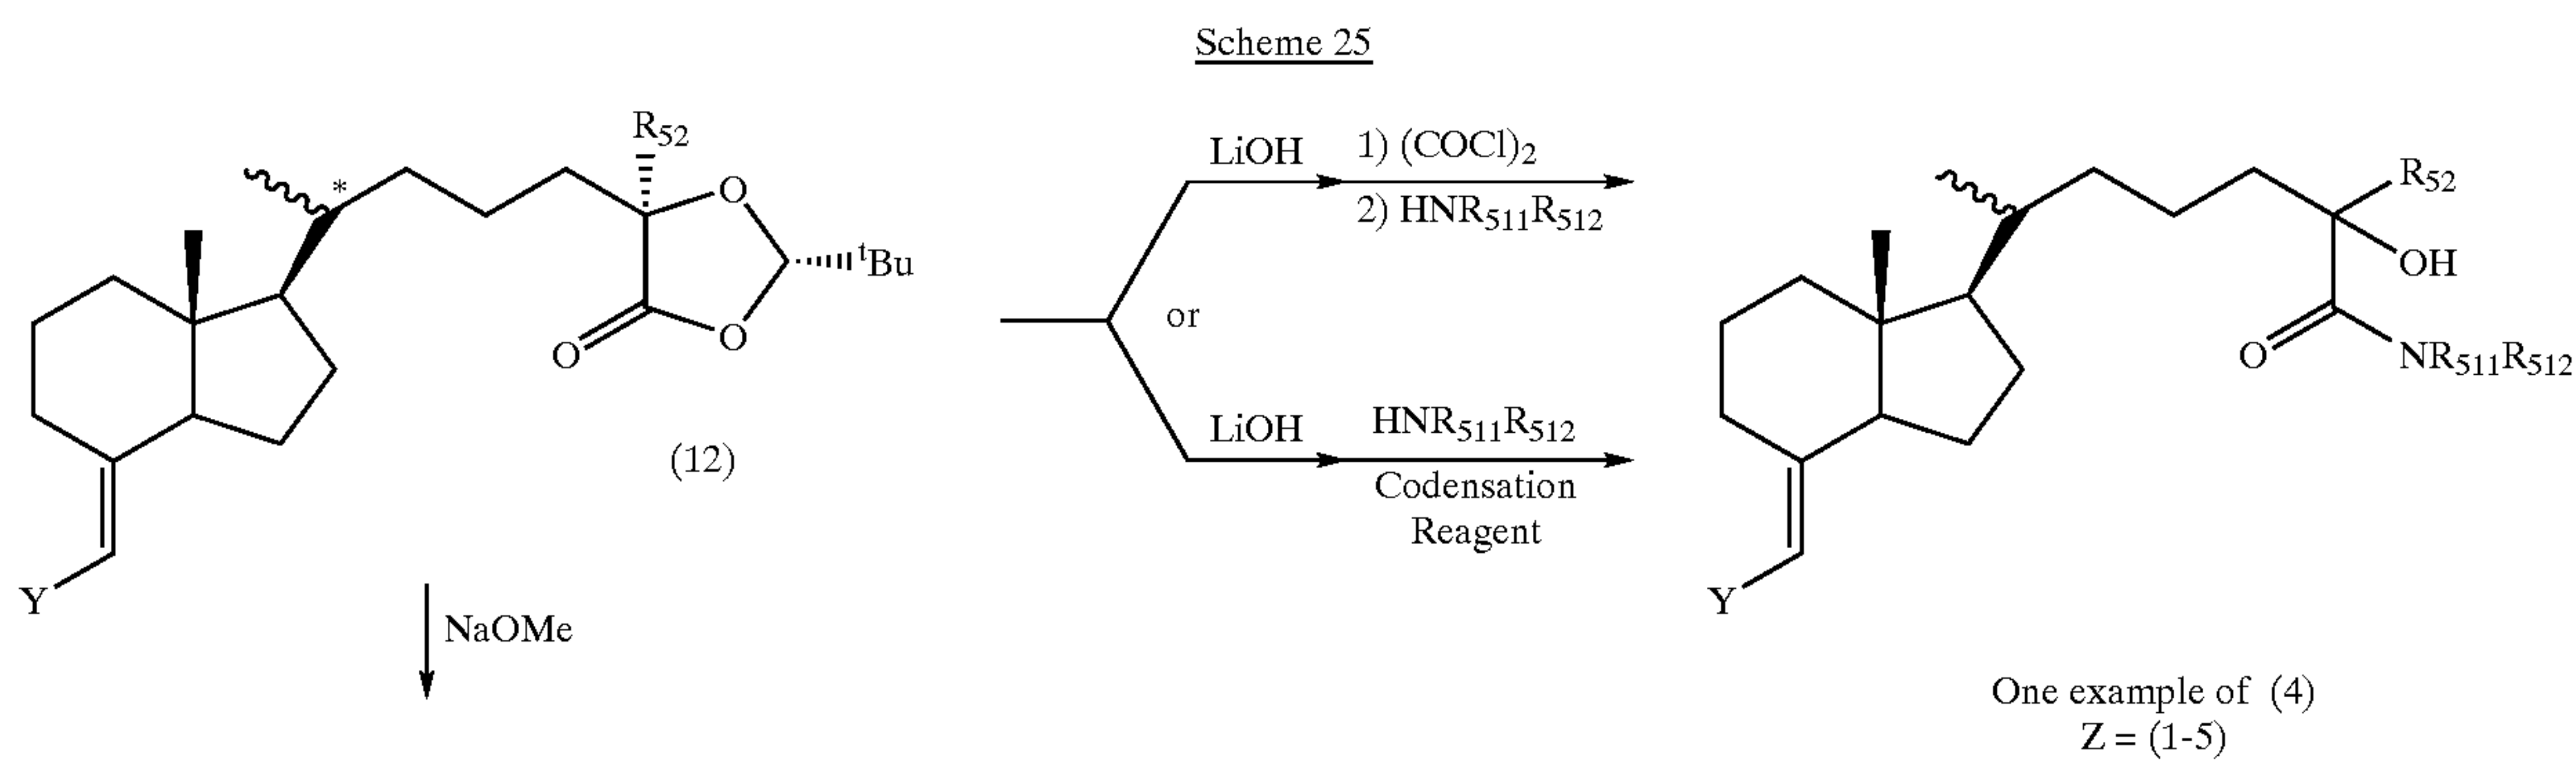 Scheme 25
R52
*
O
O
O
tBu
(12)
Y
NaOMe
LiOH
1) (COCl)2
2) HNR511R512
or
LiOH
HNR511R512
Codensation
Reagent
R52
OH
O
NR511R512
Y
One example of (4)
Z = (1-5)